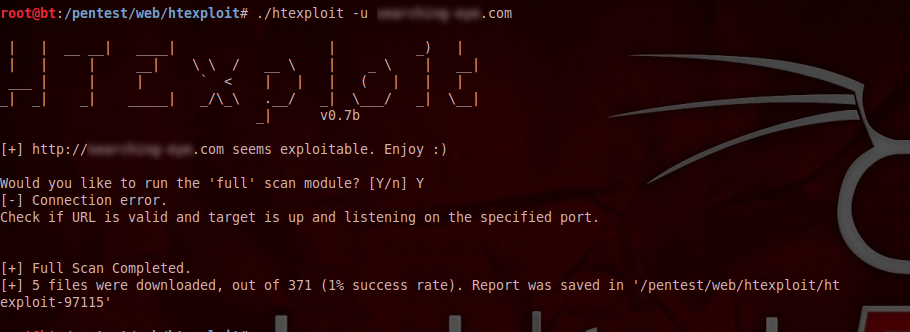 root@bt:/pentest/web/htexploit# ./htexploit -u .com
HTExploit
v0.7b
[+] http:// .com seems exploitable. Enjoy :)
Would you like to run the 'full' scan module? [Y/n] Y
[-] Connection error.
Check if URL is valid and target is up and listening on the specified port.
[+] Full Scan Completed.
[+] 5 files were downloaded, out of 371 (1% success rate). Report was saved in '/pentest/web/htexploit/ht
exploit-97115'